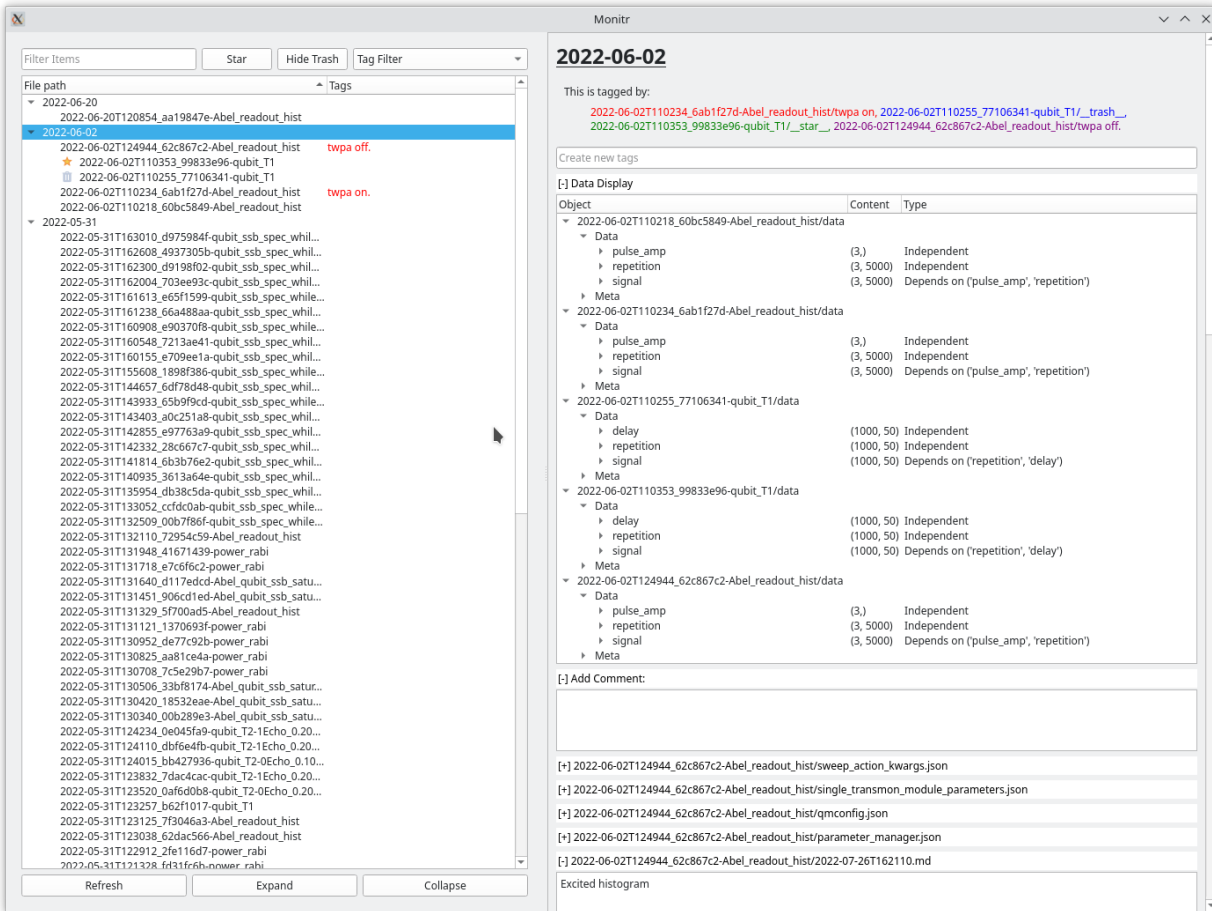 Monitr
Filter Items
Star
Hide Trash
Tag Filter
File path
Tags
2022-06-20
2022-06-20T120854_aa19847e-Abel_readout_hist
2022-06-02
2022-06-02T124944_62c867c2-Abel_readout_hist twpa off.
2022-06-02T110353_99833e96-qubit_T1
2022-06-02T110255_77106341-qubit_T1
2022-06-02T110234_6ab1f27d-Abel_readout_hist twpa on.
2022-06-02T110218_60bc5849-Abel_readout_hist
2022-05-31
2022-05-31T163010_d975984f-qubit_ssb_spec_whil...
2022-05-31T162608_4937305b-qubit_ssb_spec_whil...
2022-05-31T162300_d9198f02-qubit_ssb_spec_whil...
2022-05-31T162004_703ee93c-qubit_ssb_spec_whil...
2022-05-31T161613_e65f1599-qubit_ssb_spec_while...
2022-05-31T161238_66a488aa-qubit_ssb_spec_whil...
2022-05-31T160908_e90370f8-qubit_ssb_spec_while...
2022-05-31T160548_7213ae41-qubit_ssb_spec_whil...
2022-05-31T160155_e709ee1a-qubit_ssb_spec_whil...
2022-05-31T155608_1898f386-qubit_ssb_spec_while...
2022-05-31T144657_6df78d48-qubit_ssb_spec_whil...
2022-05-31T143933_65b9f9cd-qubit_ssb_spec_while...
2022-05-31T143403_a0c251a8-qubit_ssb_spec_whil...
2022-05-31T142855_e97763a9-qubit_ssb_spec_whil...
2022-05-31T142332_28c667c7-qubit_ssb_spec_whil...
2022-05-31T141814_6b3b76e2-qubit_ssb_spec_whil...
2022-05-31T140935_3613a64e-qubit_ssb_spec_whil...
2022-05-31T135954_db38c5da-qubit_ssb_spec_whil...
2022-05-31T133052_ccfdc0ab-qubit_ssb_spec_while...
2022-05-31T132509_00b7f86f-qubit_ssb_spec_while...
2022-05-31T132110_72954c59-Abel_readout_hist
2022-05-31T131948_41671439-power_rabi
2022-05-31T131718_e7c6f6c2-power_rabi
2022-05-31T131640_d117edcd-Abel_qubit_ssb_satu...
2022-05-31T131451_906cd1ed-Abel_qubit_ssb_satu...
2022-05-31T131329_5f700ad5-Abel_readout_hist
2022-05-31T131121_1370693f-power_rabi
2022-05-31T130952_de77c92b-power_rabi
2022-05-31T130825_aa81ce4a-power_rabi
2022-05-31T130708_7c5e29b7-power_rabi
2022-05-31T130506_33bf8174-Abel_qubit_ssb_satur...
2022-05-31T130420_18532eae-Abel_qubit_ssb_satu...
2022-05-31T130340_00b289e3-Abel_qubit_ssb_satu...
2022-05-31T124234_0e045fa9-qubit_T2-1Echo_0.20...
2022-05-31T124110_dbf6e4fb-qubit_T2-1Echo_0.20...
2022-05-31T124015_bb427936-qubit_T2-0Echo_0.10...
2022-05-31T123832_7dac4cac-qubit_T2-1Echo_0.20...
2022-05-31T123520_0af6d0b8-qubit_T2-0Echo_0.20...
2022-05-31T123257_b62f1017-qubit_T1
2022-05-31T123125_7f3046a3-Abel_readout_hist
2022-05-31T123038_62dac566-Abel_readout_hist
2022-05-31T122912_2fe116d7-power_rabi
2022-05-31T121328_fd31fc6b-power_rabi
Refresh
Expand
Collapse
2022-06-02
This is tagged by:
2022-06-02T110234_6ab1f27d-Abel_readout_hist/twpa on, 2022-06-02T110255_77106341-qubit_T1/__trash__,
2022-06-02T110353_99833e96-qubit_T1/__star__, 2022-06-02T124944_62c867c2-Abel_readout_hist/twpa off.
Create new tags
[-] Data Display
Object Content Type
2022-06-02T110218_60bc5849-Abel_readout_hist/data
Data
pulse_amp (3,) Independent
repetition (3, 5000) Independent
signal (3, 5000) Depends on ('pulse_amp', 'repetition')
Meta
2022-06-02T110234_6ab1f27d-Abel_readout_hist/data
Data
pulse_amp (3,) Independent
repetition (3, 5000) Independent
signal (3, 5000) Depends on ('pulse_amp', 'repetition')
Meta
2022-06-02T110255_77106341-qubit_T1/data
Data
delay (1000, 50) Independent
repetition (1000, 50) Independent
signal (1000, 50) Depends on ('repetition', 'delay')
Meta
2022-06-02T110353_99833e96-qubit_T1/data
Data
delay (1000, 50) Independent
repetition (1000, 50) Independent
signal (1000, 50) Depends on ('repetition', 'delay')
Meta
2022-06-02T124944_62c867c2-Abel_readout_hist/data
Data
pulse_amp (3,) Independent
repetition (3, 5000) Independent
signal (3, 5000) Depends on ('pulse_amp', 'repetition')
Meta
[-] Add Comment:
[+] 2022-06-02T124944_62c867c2-Abel_readout_hist/sweep_action_kwargs.json
[+] 2022-06-02T124944_62c867c2-Abel_readout_hist/single_transmon_module_parameters.json
[+] 2022-06-02T124944_62c867c2-Abel_readout_hist/qmconfig.json
[+] 2022-06-02T124944_62c867c2-Abel_readout_hist/parameter_manager.json
[-] 2022-06-02T124944_62c867c2-Abel_readout_hist/2022-07-26T162110.md
Excited histogram